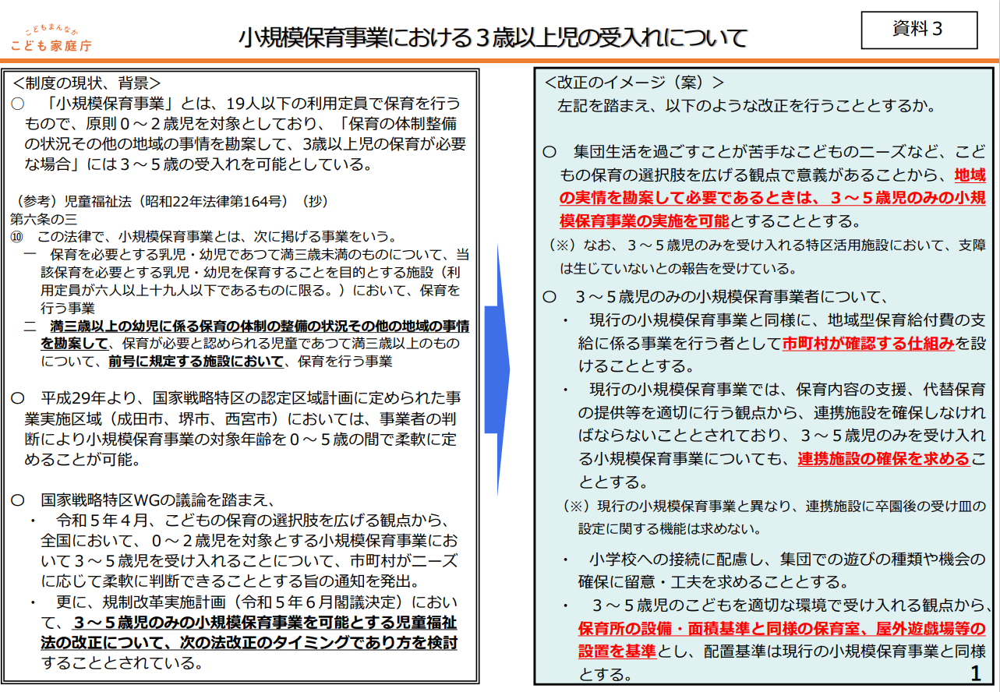 こどもまんなか
こども家庭庁
小規模保育事業における３歳以上児の受入れについて
資料３
＜制度の現状、背景＞
○　「小規模保育事業」とは、19人以下の利用定員で保育を行う
もので、原則０～２歳児を対象としており、「保育の体制整備
の状況その他の地域の事情を勘案して、3歳以上児の保育が必要
な場合」には３～５歳の受入れを可能としている。
（参考）児童福祉法（昭和22年法律第164号）（抄）
第六条の三
⑩　この法律で、小規模保育事業とは、次に掲げる事業をいう。
一　保育を必要とする乳児・幼児であつて満三歳未満のものについて、当
該保育を必要とする乳児・幼児を保育することを目的とする施設（利
用定員が六人以上十九人以下であるものに限る。）において、保育を
行う事業
二　満三歳以上の幼児に係る保育の体制の整備の状況その他の地域の事情
を勘案して、保育が必要と認められる児童であつて満三歳以上のもの
について、前号に規定する施設において、保育を行う事業
○　平成29年より、国家戦略特区の認定区域計画に定められた事
業実施区域（成田市、堺市、西宮市）においては、事業者の判
断により小規模保育事業の対象年齢を０～５歳の間で柔軟に定
めることが可能。
○　国家戦略特区WGの議論を踏まえ、
・　令和５年４月、こどもの保育の選択肢を広げる観点から、
全国において、０～２歳児を対象とする小規模保育事業にお
いて３～５歳児を受け入れることについて、市町村がニーズ
に応じて柔軟に判断できることとする旨の通知を発出。
・　更に、規制改革実施計画（令和５年６月閣議決定）におい
て、３～５歳児のみの小規模保育事業を可能とする児童福祉
法の改正について、次の法改正のタイミングであり方を検討
することとされている。
＜改正のイメージ（案）＞
左記を踏まえ、以下のような改正を行うこととするか。
○　集団生活を過ごすことが苦手なこどものニーズなど、こど
もの保育の選択肢を広げる観点で意義があることから、地域
の実情を勘案して必要であるときは、３～５歳児のみの小規
模保育事業の実施を可能とすることとする。
（※）なお、３～５歳児のみを受け入れる特区活用施設において、支障
は生じていないとの報告を受けている。
○　３～５歳児のみの小規模保育事業者について、
・　現行の小規模保育事業と同様に、地域型保育給付費の支
給に係る事業を行う者として市町村が確認する仕組みを設
けることとする。
・　現行の小規模保育事業では、保育内容の支援、代替保育
の提供等を適切に行う観点から、連携施設を確保しなけれ
ばならないこととされており、３～５歳児のみを受け入れ
る小規模保育事業についても、連携施設の確保を求めるこ
ととする。
（※）現行の小規模保育事業と異なり、連携施設に卒園後の受け皿の
設定に関する機能は求めない。
・　小学校への接続に配慮し、集団での遊びの種類や機会の
確保に留意・工夫を求めることとする。
・　３～５歳児のこどもを適切な環境で受け入れる観点から、
保育所の設備・面積基準と同様の保育室、屋外遊戯場等の
設置を基準とし、配置基準は現行の小規模保育事業と同様
とする。
1